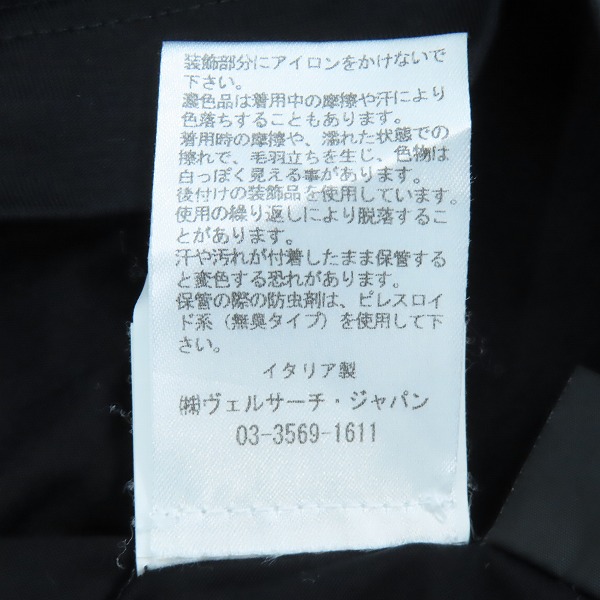 装飾部分にアイロンをかけないで
下さい。
濃色品は着用中の摩擦や汗により
色落ちすることもあります。
着用時の摩擦や、濡れた状態での
擦れで、毛羽立ちを生じ、色物は
白っぽく見える事があります。
後付けの装飾品を使用しています。
使用の繰り返しにより脱落するこ
とがあります。
汗や汚れが付着したまま保管する
と変色する恐れがあります。
保管の際の防虫剤は、ピレスロイ
ド系（無臭タイプ）を使用して下
さい。
イタリア製
㈱ヴェルサーチ・ジャパン
03-3569-1611